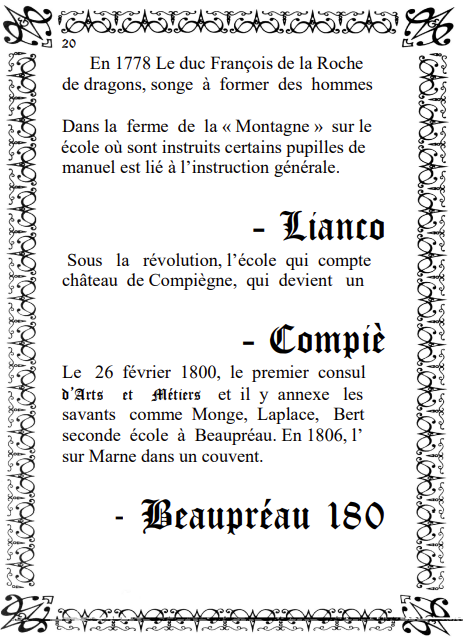 20
En 1778 Le duc François de la Roche
de dragons, songe à former des hommes
Dans la ferme de la « Montagne » sur le
école où sont instruits certains pupilles de
manuel est lié à l’instruction générale.
- Lianco
Sous la révolution, l’école qui compte
château de Compiègne, qui devient un
- Compiè
Le 26 février 1800, le premier consul
d’Arts et Métiers et il y annexe les
savants comme Monge, Laplace, Bert
seconde école à Beaupréau. En 1806, l’
sur Marne dans un couvent.
- Beaupréau 180